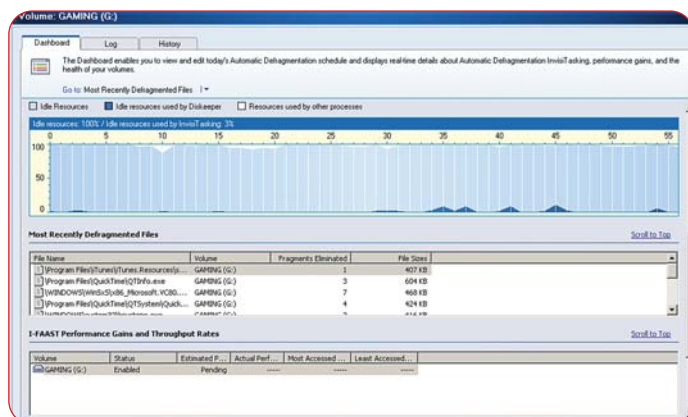 Volume: GAMING (G:)
Dashboard Log History
The Dashboard enables you to view and edit today's Automatic Defragmentation schedule and displays real-time details about Automatic Defragmentation InvisiTasking, performance gains, and the
health of your volumes.
Go to: Most Recently Defragmented Files
Idle Resources Idle resources used by Diskeeper Resources used by other processes
Idle resources: 100% / Idle resources used by InvisiTasking: 3%
0 5 10 15 20 25 30 35 40 45 50 55
100
50
0
Most Recently Defragmented Files Scroll to Top
File Name Volume Fragments Eliminated File Sizes
\Program Files\iTunes\iTunes.Resources\s... GAMING (G:) 1 407 KB
\Program Files\QuickTime\QTInfo.exe GAMING (G:) 3 604 KB
\WINDOWS\WinSxS\x86_Microsoft.VC80.... GAMING (G:) 7 468 KB
\Program Files\QuickTime\QTSystem\Quick... GAMING (G:) 4 424 KB
GAMING (G:)
I-FAAST Performance Gains and Throughput Rates Scroll to Top
Volume Status Estimated P... Actual Perf... Most Accessed ... Least Accessed...
GAMING (G:) Enabled Pending ----- ----- -----